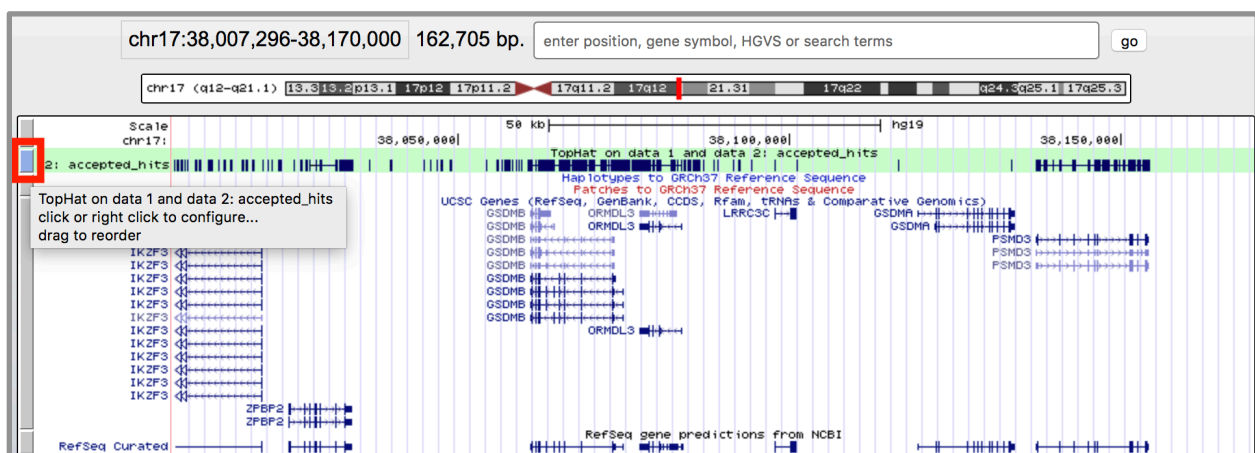 chr17:38,007,296-38,170,000 162,705 bp. enter position, gene symbol, HGVS or search terms go
chr17 (q12-q21.1) 13.3 13.2 p13.1 17p12 17p11.2 17q11.2 17q12 21.31 17q22 q24.3 q25.1 17q25.3
Scale 50 kb hg19
chr17: 38,050,000 38,100,000 38,150,000
TopHat on data 1 and data 2: accepted_hits
2: accepted_hits
Haplotypes to GRCh37 Reference Sequence
Patches to GRCh37 Reference Sequence
UCSC Genes (RefSeq, GenBank, CCDS, Rfam, tRNAs & Comparative Genomics)
TopHat on data 1 and data 2: accepted_hits
click or right click to configure...
drag to reorder
GSDMB ORMDL3 LRRC3C GSDMA
GSDMB ORMDL3 GSDMA
GSDMB PSMD3
IKZF3 GSDMB PSMD3
IKZF3 GSDMB PSMD3
IKZF3 GSDMB
IKZF3 GSDMB
IKZF3 GSDMB
IKZF3 GSDMB
IKZF3 ORMDL3
IKZF3
IKZF3
IKZF3
IKZF3
IKZF3
ZPBP2
ZPBP2
RefSeq gene predictions from NCBI
RefSeq Curated